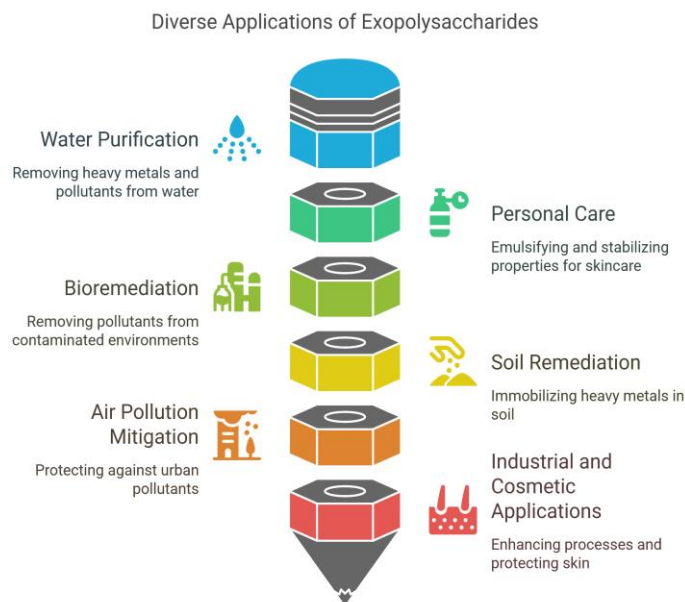 Diverse Applications of Exopolysaccharides
Water Purification
Removing heavy metals and
pollutants from water
Personal Care
Emulsifying and stabilizing
properties for skincare
Bioremediation
Removing pollutants from
contaminated environments
Soil Remediation
Immobilizing heavy metals in
soil
Air Pollution
Mitigation
Protecting against urban
pollutants
Industrial and
Cosmetic
Applications
Enhancing processes and
protecting skin